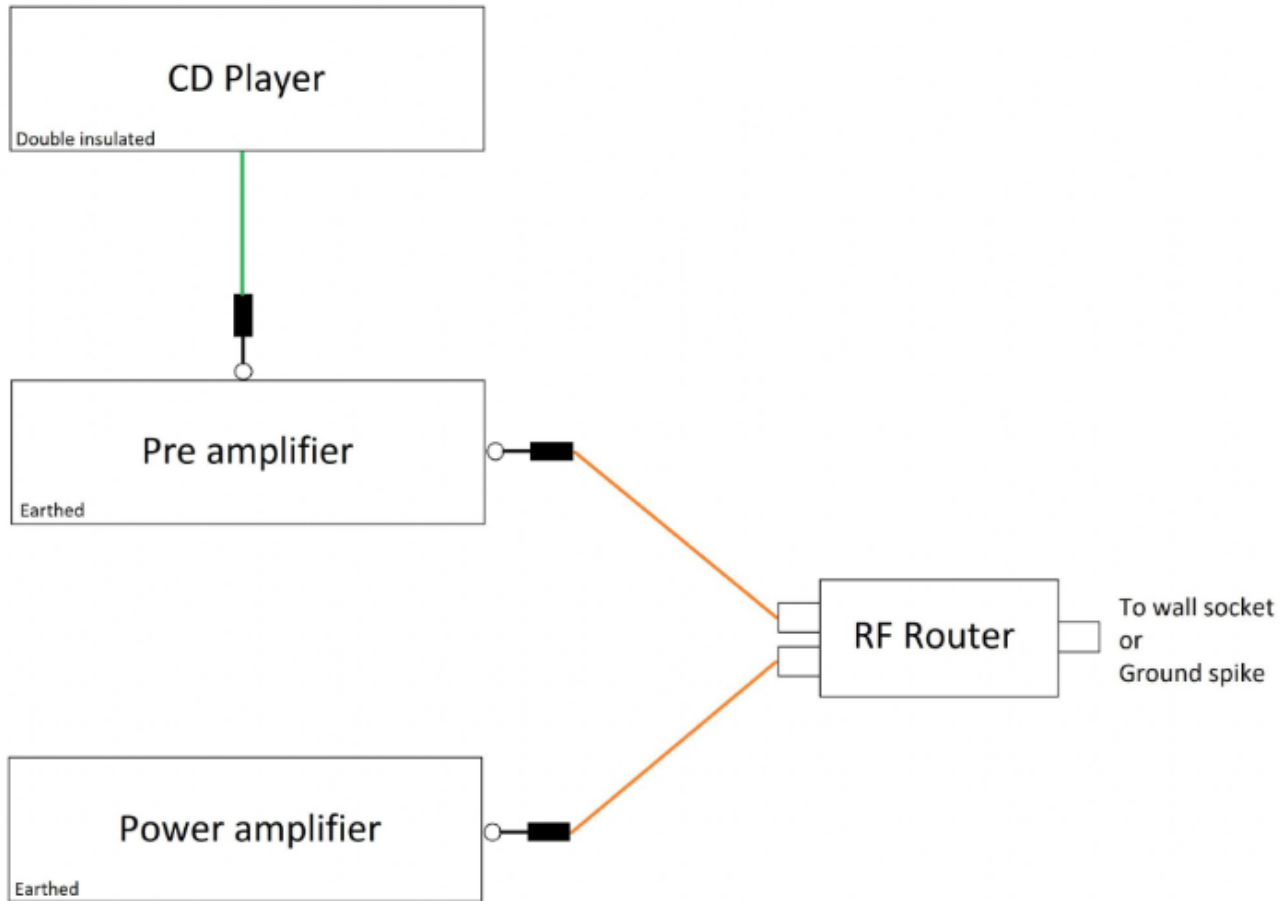 CD Player
Double insulated
Pre amplifier
Earthed
RF Router
To wall socket
or
Ground spike
Power amplifier
Earthed